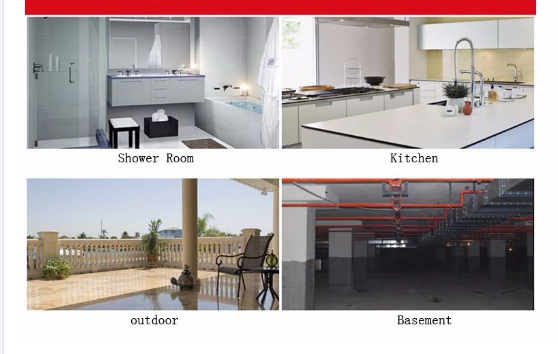 Shower Room
Kitchen
outdoor
Basement